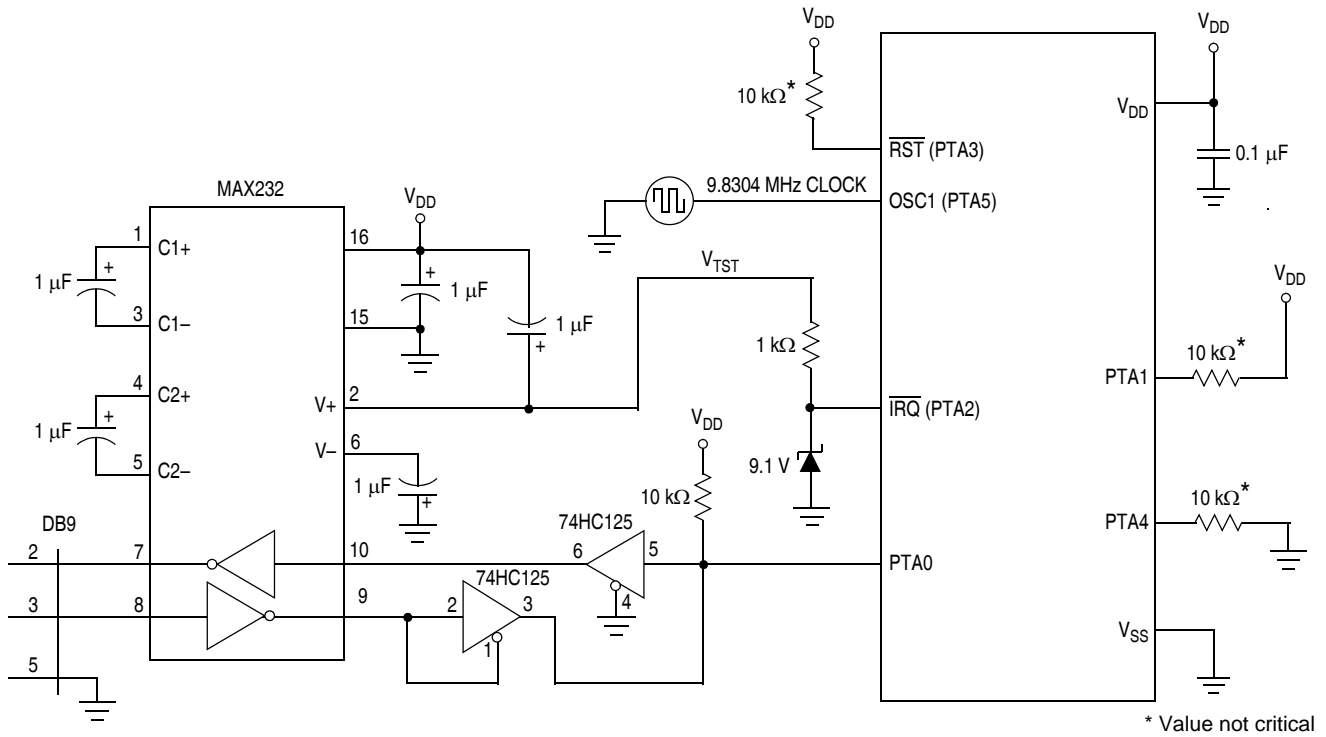 V_DD
V_DD
10 kΩ*
V_DD
0.1 µF
RST (PTA3)
MAX232
9.8304 MHz CLOCK
OSC1 (PTA5)
V_DD
1
C1+
16
1 µF
+
+
1 µF
V_TST
V_DD
3
C1–
15
1 µF
+
1 kΩ
10 kΩ*
PTA1
4
C2+
V+
2
IRQ (PTA2)
1 µF
+
V_DD
V–
6
9.1 V
5
C2–
1 µF
+
10 kΩ
10 kΩ*
DB9
74HC125
PTA4
2
7
10
6
5
PTA0
74HC125
4
3
8
9
2
3
1
V_SS
5
* Value not critical